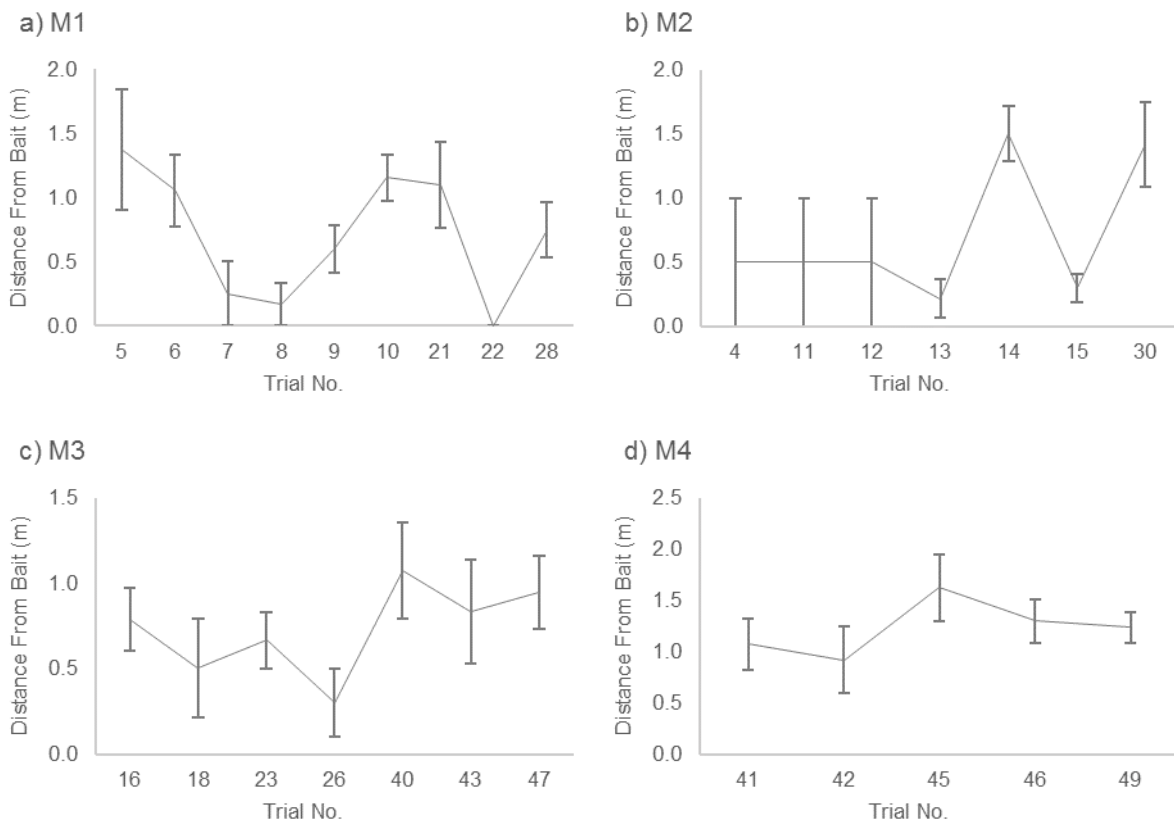 a) M1
Distance From Bait (m)
2.0
1.5
1.0
0.5
0.0
5 6 7 8 9 10 21 22 28
Trial No.
b) M2
Distance From Bait (m)
2.0
1.5
1.0
0.5
0.0
4 11 12 13 14 15 30
Trial No.
c) M3
Distance From Bait (m)
1.5
1.0
0.5
0.0
16 18 23 26 40 43 47
Trial No.
d) M4
Distance From Bait (m)
2.5
2.0
1.5
1.0
0.5
0.0
41 42 45 46 49
Trial No.